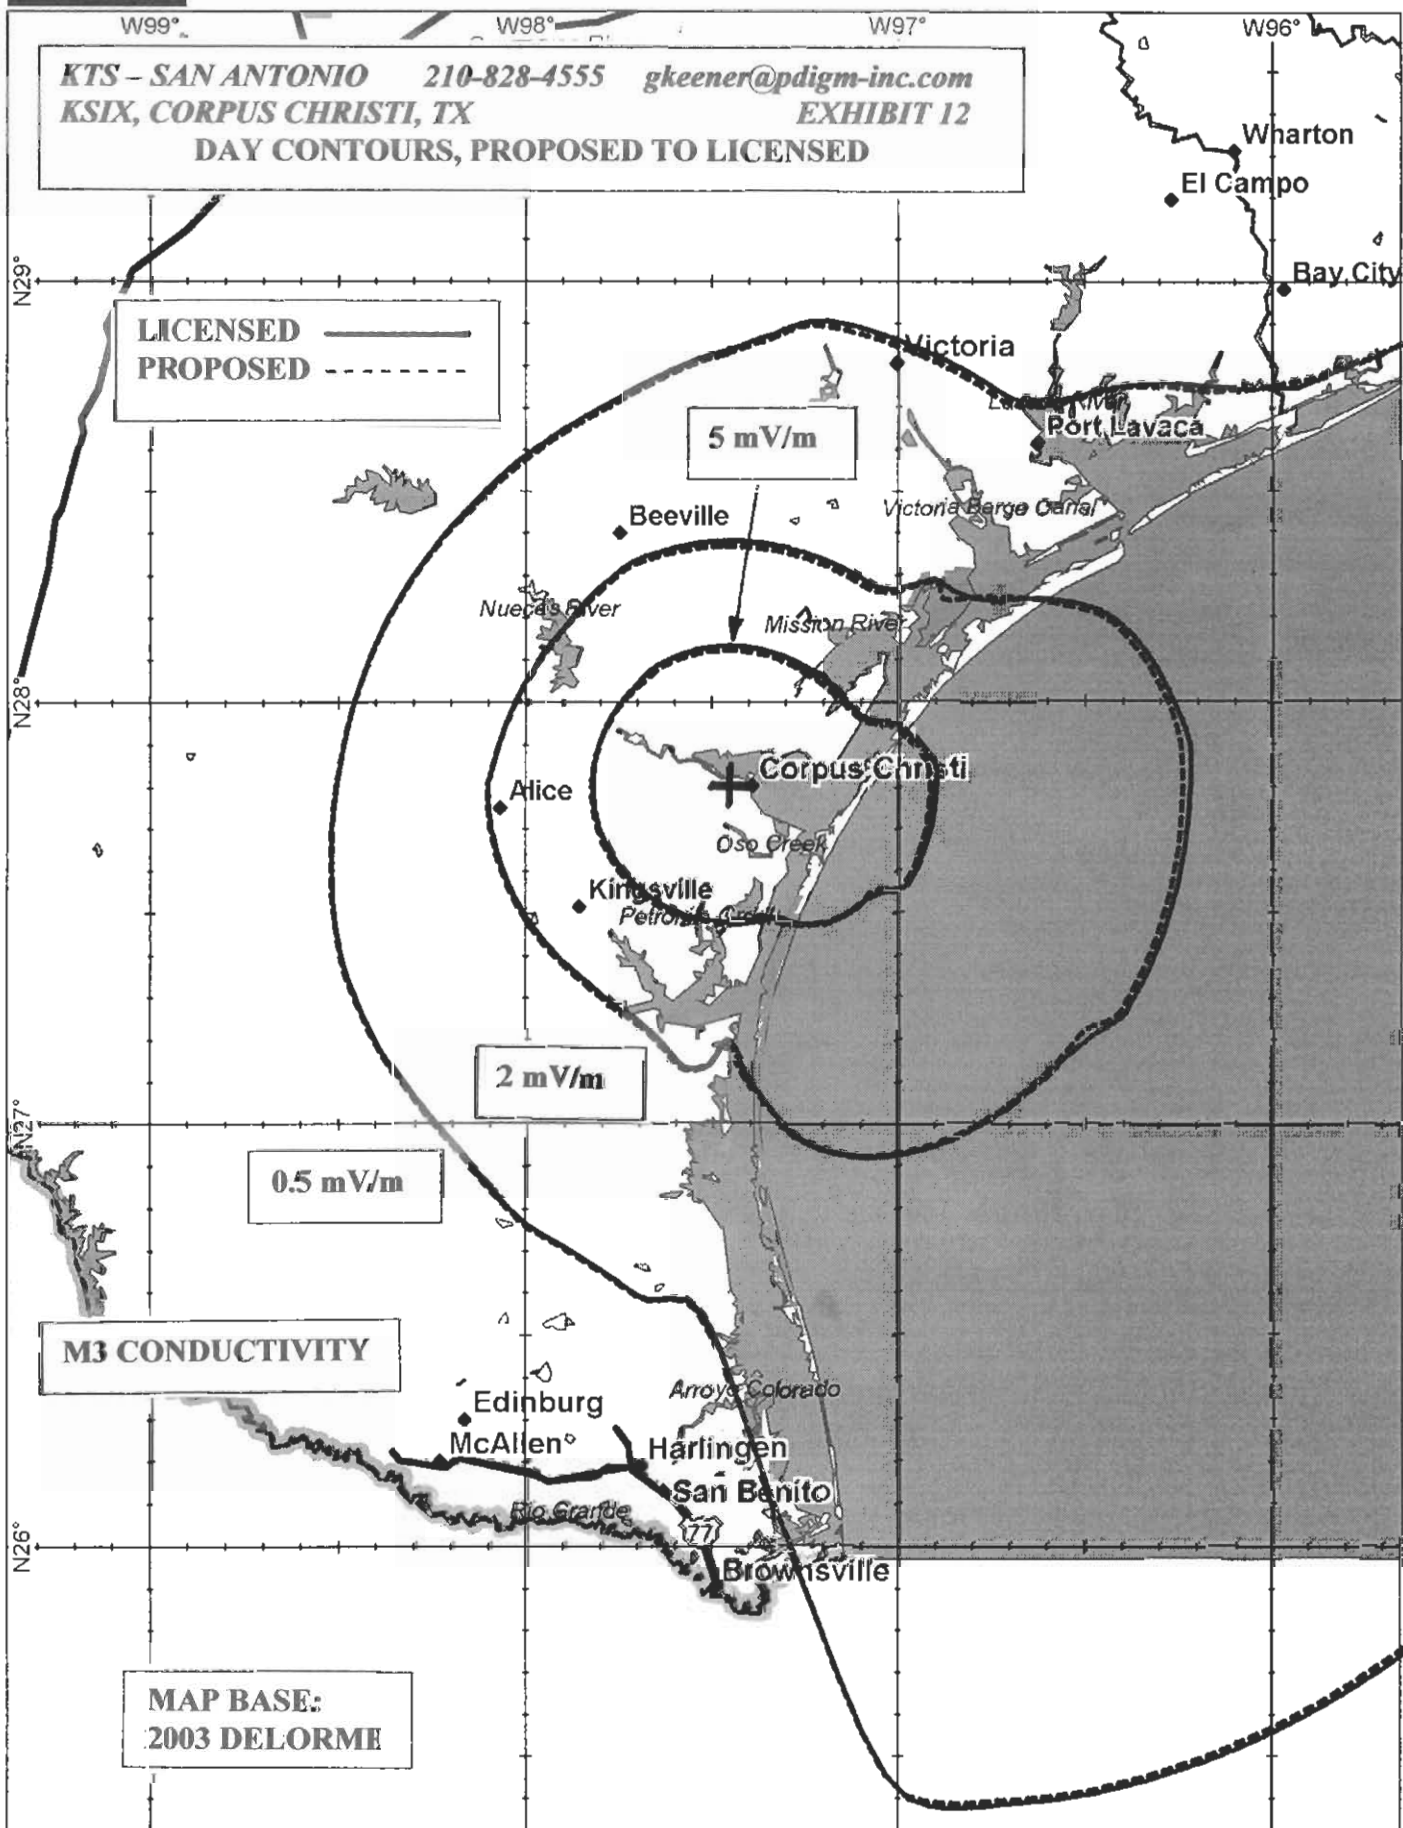 W99° W98° W97° W96°
KTS – SAN ANTONIO 210-828-4555 gkeener@pdigm-inc.com
KSIX, CORPUS CHRISTI, TX EXHIBIT 12
DAY CONTOURS, PROPOSED TO LICENSED
Wharton
El Campo
Bay City
N29°
LICENSED
PROPOSED
Victoria
Port Lavaca
5 mV/m
Victoria Barge Canal
Beeville
Nueces River
Mission River
N28°
Corpus Christi
Alice
Oso Creek
Kingsville
2 mV/m
N27°
0.5 mV/m
M3 CONDUCTIVITY
Arroyo Colorado
Edinburg
McAllen
Harlingen
San Benito
Rio Grande
77
N26°
Brownsville
MAP BASE:
2003 DELORME